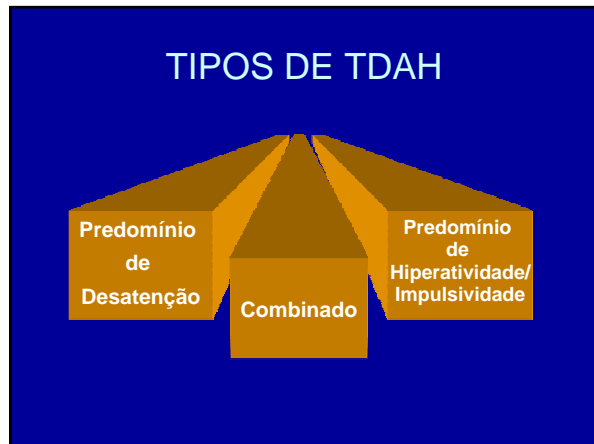 TIPOS DE TDAH
Predomínio
de
Desatenção
Combinado
Predomínio
de
Hiperatividade/
Impulsividade